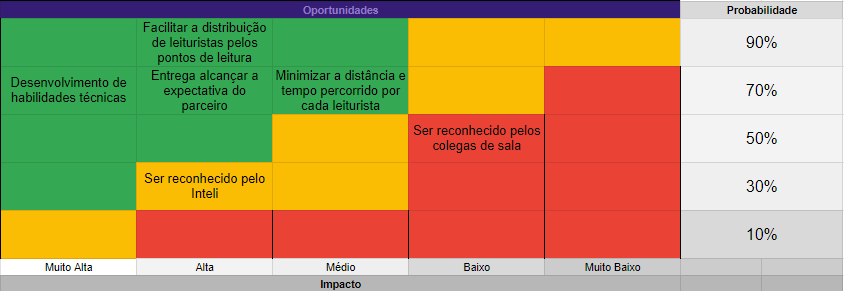 Oportunidades
Probabilidade
Facilitar a distribuição
de leituristas pelos
pontos de leitura
90%
Desenvolvimento de
habilidades técnicas
Entrega alcançar a
expectativa do
parceiro
Minimizar a distância e
tempo percorrido por
cada leiturista
70%
Ser reconhecido pelos
colegas de sala
50%
Ser reconhecido pelo
Inteli
30%
10%
Muito Alta
Alta
Médio
Baixo
Muito Baixo
Impacto